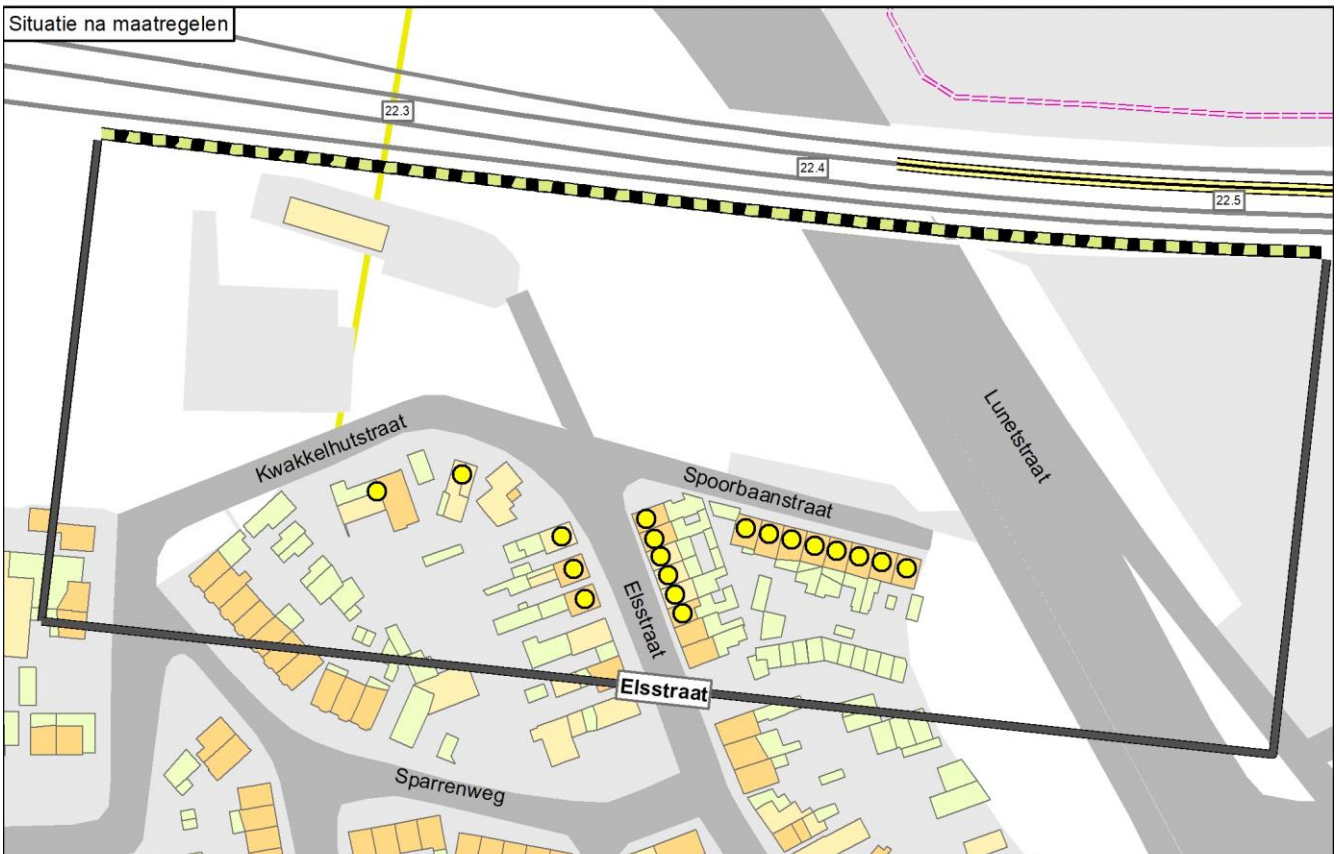 Situatie na maatregelen
22.3
22.4
22.5
Kwakkelhutstraat
Spoorbaanstraat
Lunetstraat
Elsstraat
Elsstraat
Sparrenweg